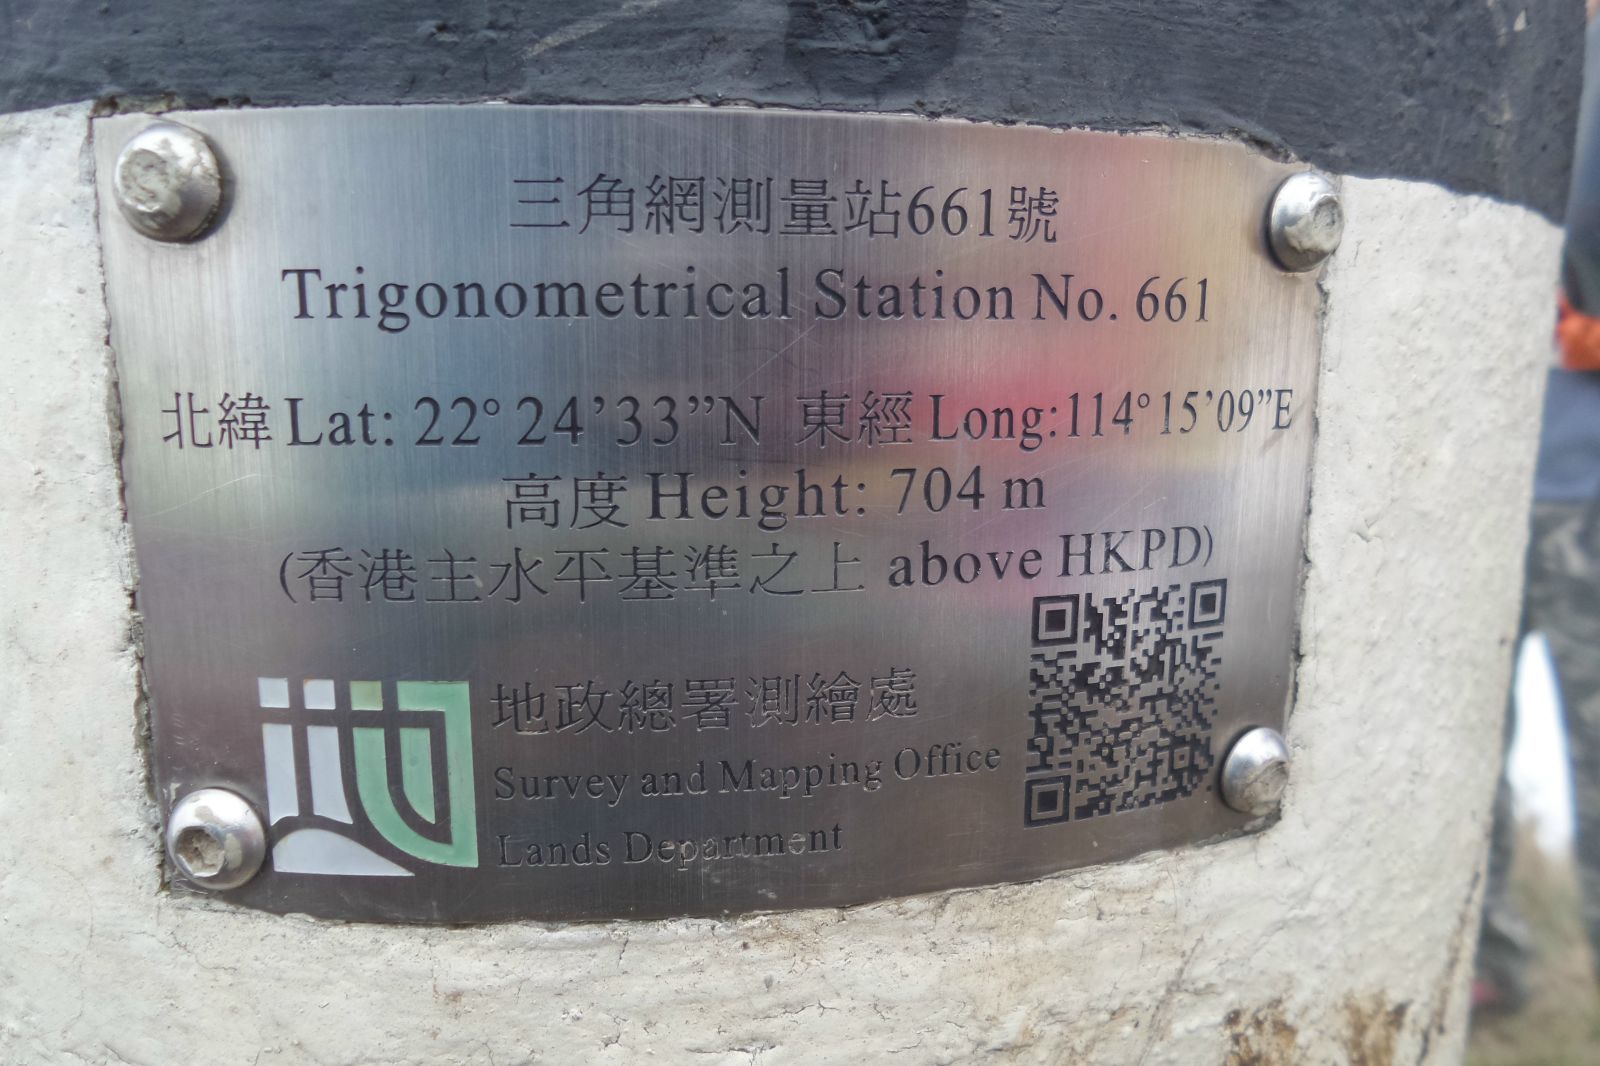 三角網測量站661號
Trigonometrical Station No. 661
北緯 Lat: 22°24’33”N 東經 Long:114°15’09”E
高度 Height: 704 m
(香港主水平基準之上 above HKPD)
地政總署測繪處
Survey and Mapping Office
Lands Department